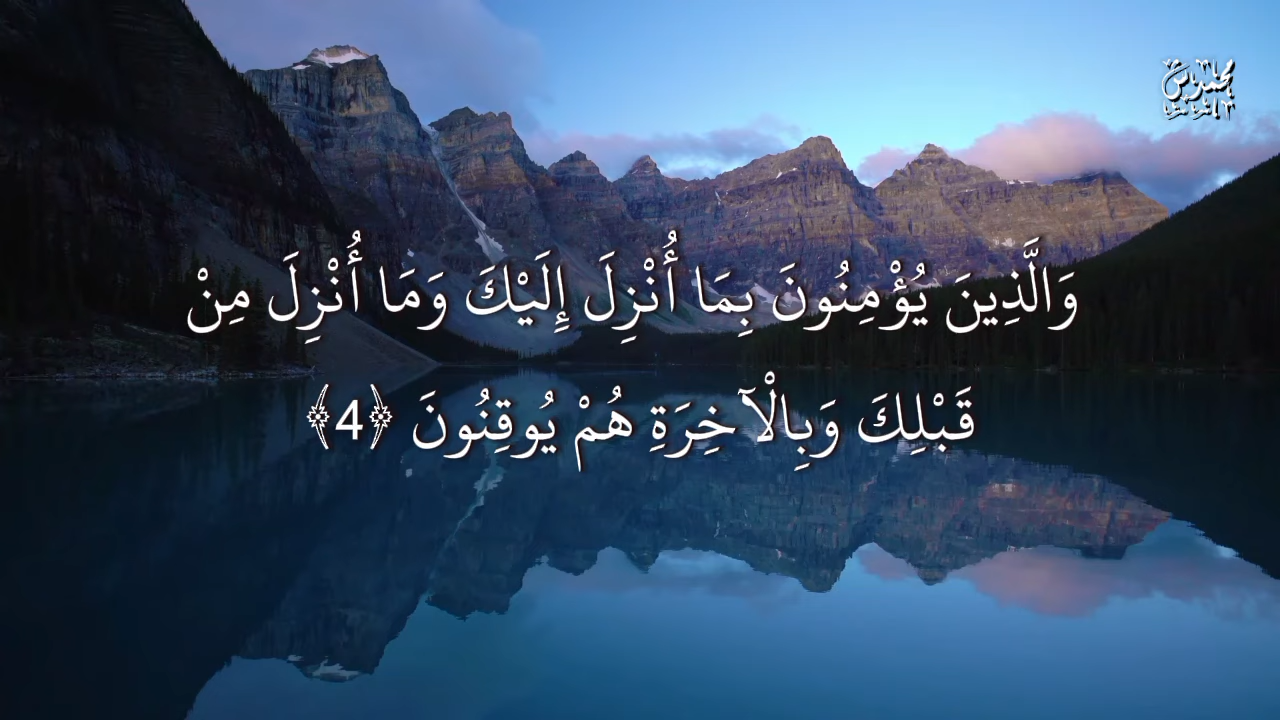 وَالَّذِينَ يُؤْمِنُونَ بِمَا أُنْزِلَ إِلَيْكَ وَمَا أُنْزِلَ مِنْ
قَبْلِكَ وَبِالْآخِرَةِ هُمْ يُوقِنُونَ ﴿4﴾